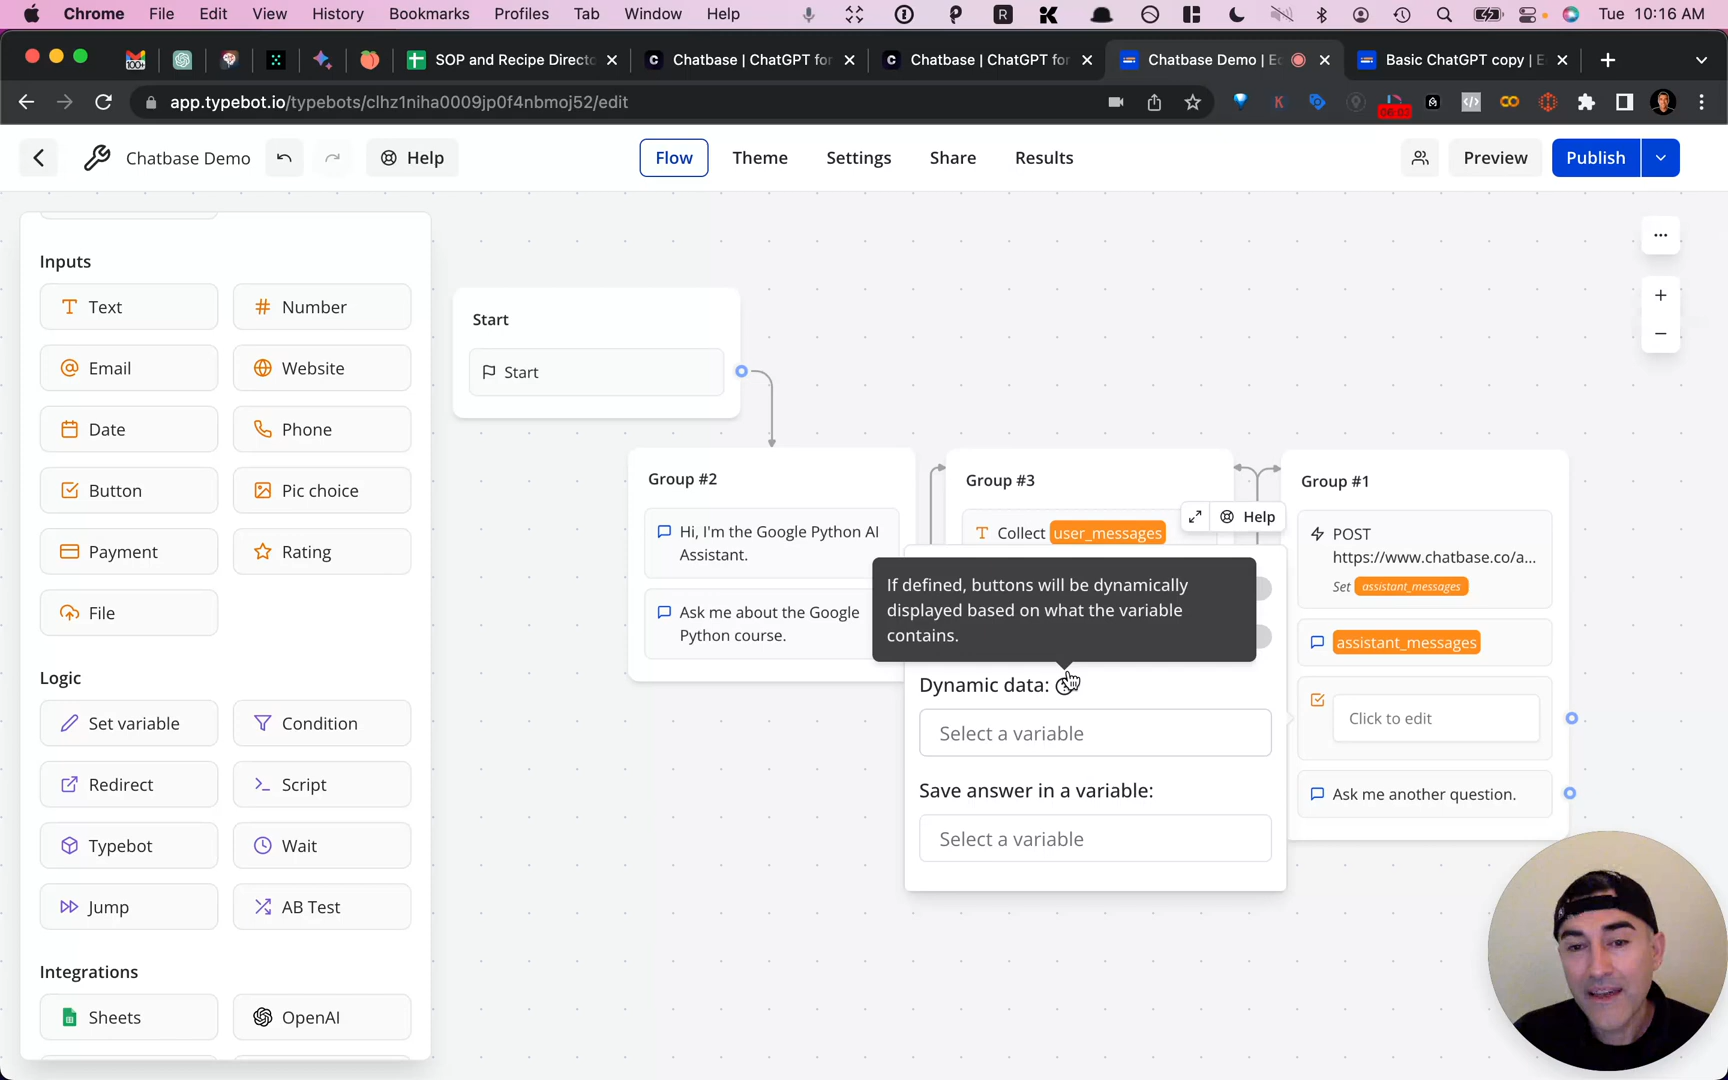 Chrome File Edit View History Bookmarks Profiles Tab Window Help Tue 10:16 AM
100+ SOP and Recipe Directo Chatbase | ChatGPT for Chatbase | ChatGPT for Chatbase Demo | Ec Basic ChatGPT copy | E
app.typebot.io/typebots/clhz1niha0009jp0f4nbmoj52/edit
Chatbase Demo Help Flow Theme Settings Share Results Preview Publish
Inputs
Text Number
Email Website
Date Phone
Button Pic choice
Payment Rating
File
Logic
Set variable Condition
Redirect Script
Typebot Wait
Jump AB Test
Integrations
Sheets OpenAI
Start
Start
Group #2
Hi, I'm the Google Python AI
Assistant.
Ask me about the Google
Python course.
Group #3
Collect user_messages
Help
If defined, buttons will be dynamically
displayed based on what the variable
contains.
Dynamic data:
Select a variable
Save answer in a variable:
Select a variable
Group #1
POST
https://www.chatbase.co/a...
Set assistant_messages
assistant_messages
Click to edit
Ask me another question.